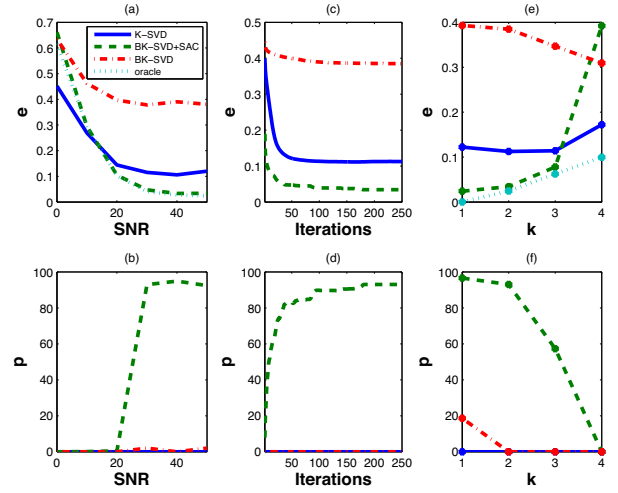 (a)
0.7
0.6
0.5
0.4
0.3
0.2
0.1
0
e
0
20
40
SNR
K-SVD
BK-SVD+SAC
BK-SVD
oracle
(c)
0.5
0.4
0.3
0.2
0.1
0
e
50 100 150 200 250
Iterations
(e)
0.4
0.3
0.2
0.1
0
e
1 2 3 4
k
(b)
100
80
60
40
20
0
p
0 20 40
SNR
(d)
100
80
60
40
20
0
p
50 100 150 200 250
Iterations
(f)
100
80
60
40
20
0
p
1 2 3 4
k